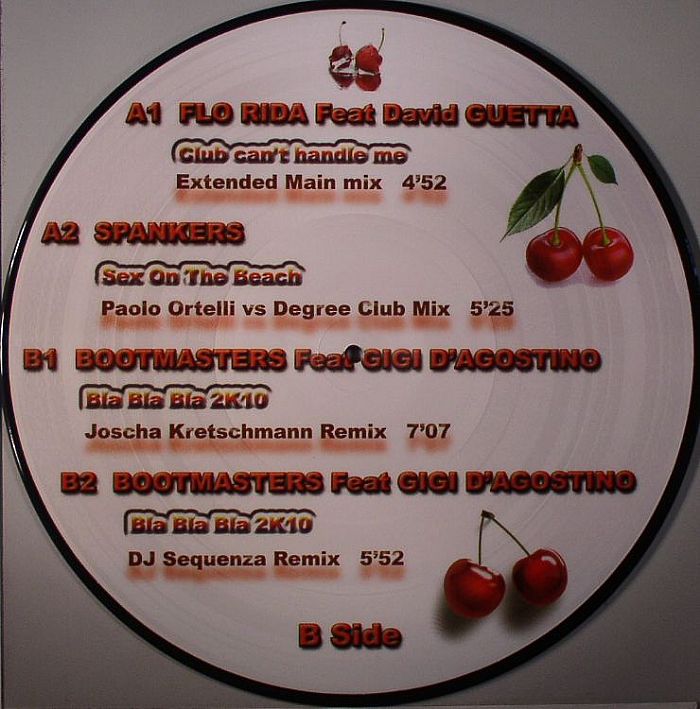 A1 FLO RIDA Feat David GUETTA
Club can't handle me
Extended Main mix 4'52
A2 SPANKERS
Sex On The Beach
Paolo Ortelli vs Degree Club Mix 5'25
B1 BOOTMASTERS Feat GIGI D'AGOSTINO
Bla Bla Bla 2K10
Joscha Kretschmann Remix 7'07
B2 BOOTMASTERS Feat GIGI D'AGOSTINO
Bla Bla Bla 2K10
DJ Sequenza Remix 5'52
B Side